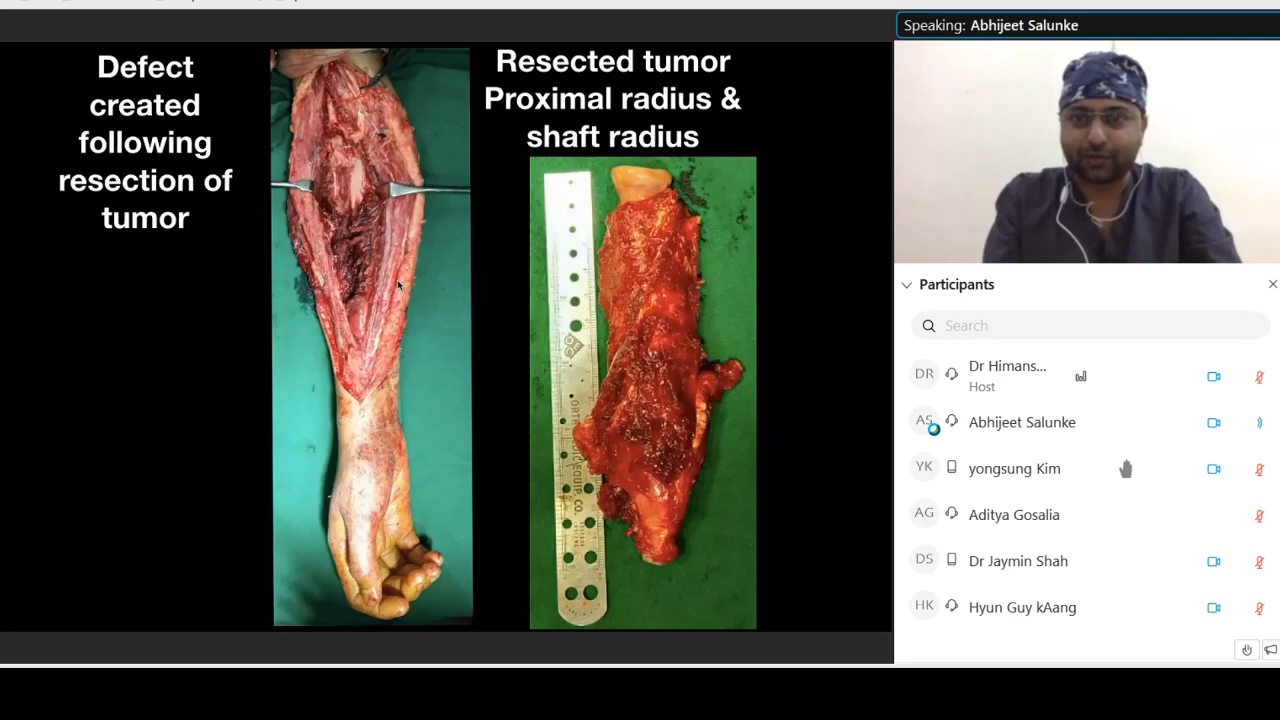 Speaking: Abhijeet Salunke
Defect
created
following
resection of
tumor
Resected tumor
Proximal radius &
shaft radius
Participants
Search
DR
Dr Himans...
Host
AS
Abhijeet Salunke
YK
yongsung Kim
AG
Aditya Gosalia
DS
Dr Jaymin Shah
HK
Hyun Guy kAang